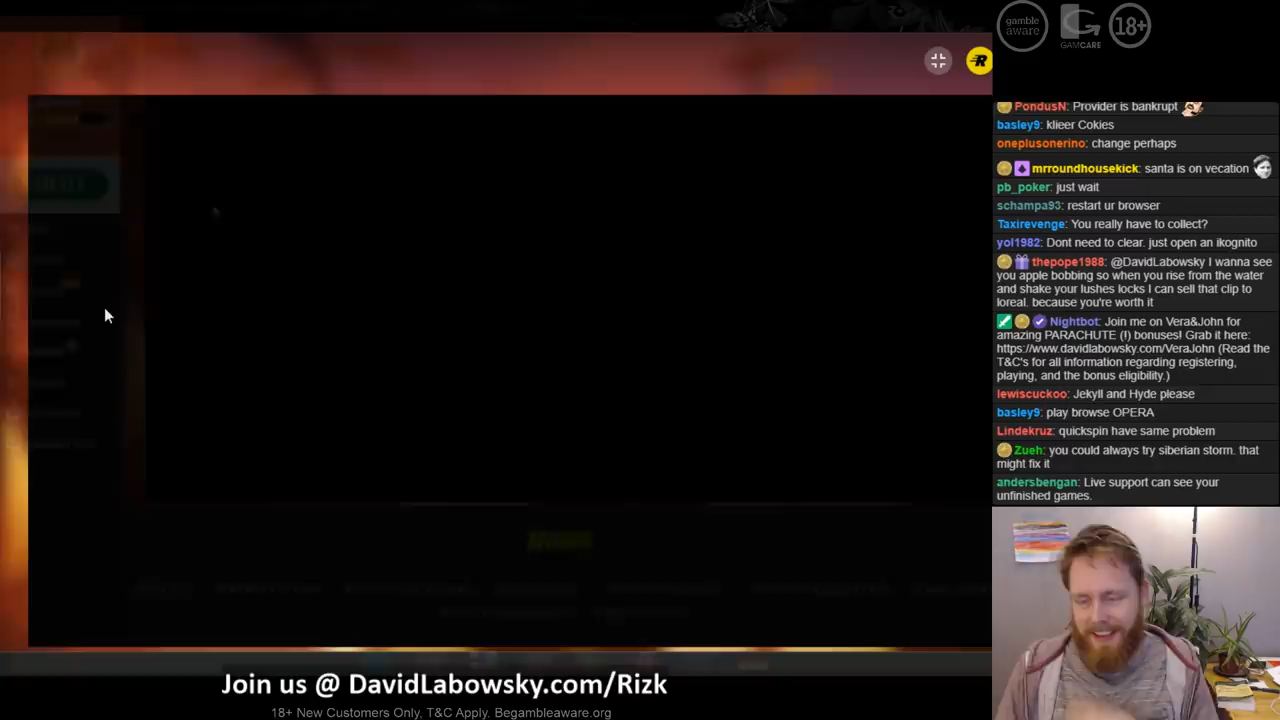 gamble
aware
GAMCARE
18+
R
PondusN: Provider is bankrupt
basley9: klieer Cokies
oneplusonerino: change perhaps
mrroundhousekick: santa is on vecation
pb_poker: just wait
schampa93: restart ur browser
Taxirevenge: You really have to collect?
yol1982: Dont need to clear. just open an ikognito
thepope1988: @DavidLabowsky I wanna see
you apple bobbing so when you rise from the water
and shake your lushes locks I can sell that clip to
loreal. because you're worth it
Nightbot: Join me on Vera&John for
amazing PARACHUTE (!) bonuses! Grab it here:
https://www.davidlabowsky.com/VeraJohn (Read the
T&C's for all information regarding registering,
playing, and the bonus eligibility.)
lewiscuckoo: Jekyll and Hyde please
basley9: play browse OPERA
Lindekruz: quickspin have same problem
Zueh: you could always try siberian storm. that
might fix it
andersbengan: Live support can see your
unfinished games.
Join us @ DavidLabowsky.com/Rizk
18+ New Customers Only, T&C Apply. Begambleaware.org